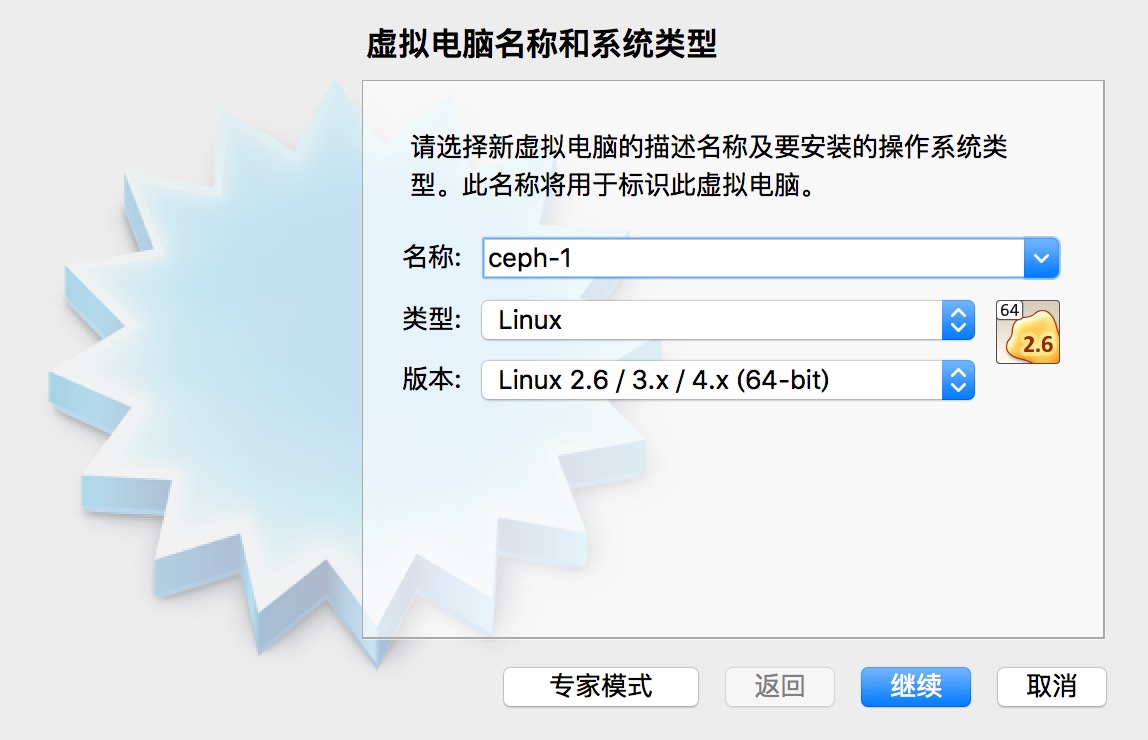 虚拟电脑名称和系统类型
请选择新虚拟电脑的描述名称及要安装的操作系统类
型。此名称将用于标识此虚拟电脑。
名称: ceph-1
类型: Linux
64
2.6
版本: Linux 2.6 / 3.x / 4.x (64-bit)
专家模式 返回 继续 取消